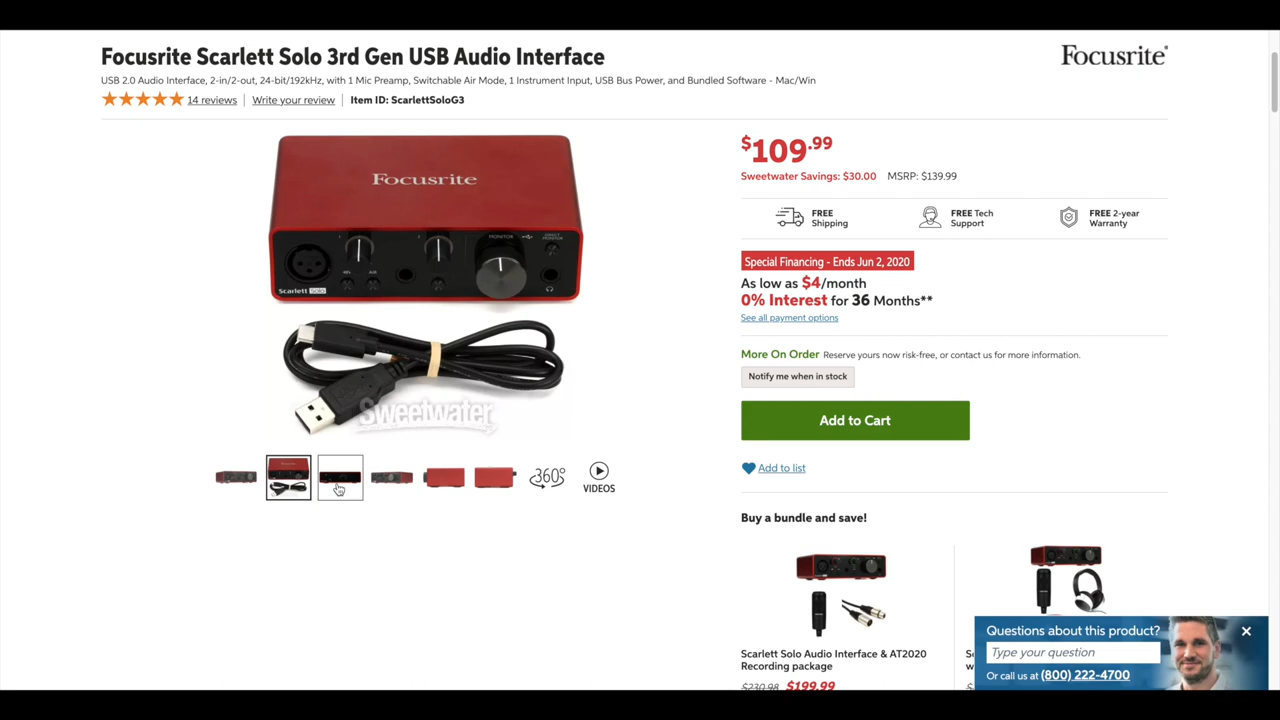 Focusrite Scarlett Solo 3rd Gen USB Audio Interface
Focusrite®
USB 2.0 Audio Interface, 2-in/2-out, 24-bit/192kHz, with 1 Mic Preamp, Switchable Air Mode, 1 Instrument Input, USB Bus Power, and Bundled Software - Mac/Win
14 reviews
Write your review
Item ID: ScarlettSoloG3
Focusrite
1
2
MONITOR
DIRECT MONITOR
48V
AIR
Scarlett Solo
Sweetwater
360°
VIDEOS
$109.99
Sweetwater Savings: $30.00 MSRP: $139.99
FREE Shipping
FREE Tech Support
FREE 2-year Warranty
Special Financing - Ends Jun 2, 2020
As low as $4/month
0% Interest for 36 Months**
See all payment options
More On Order Reserve yours now risk-free, or contact us for more information.
Notify me when in stock
Add to Cart
Add to list
Buy a bundle and save!
Scarlett Solo Audio Interface & AT2020
Recording package
$230.98 $199.99
Questions about this product?
Type your question
Or call us at (800) 222-4700